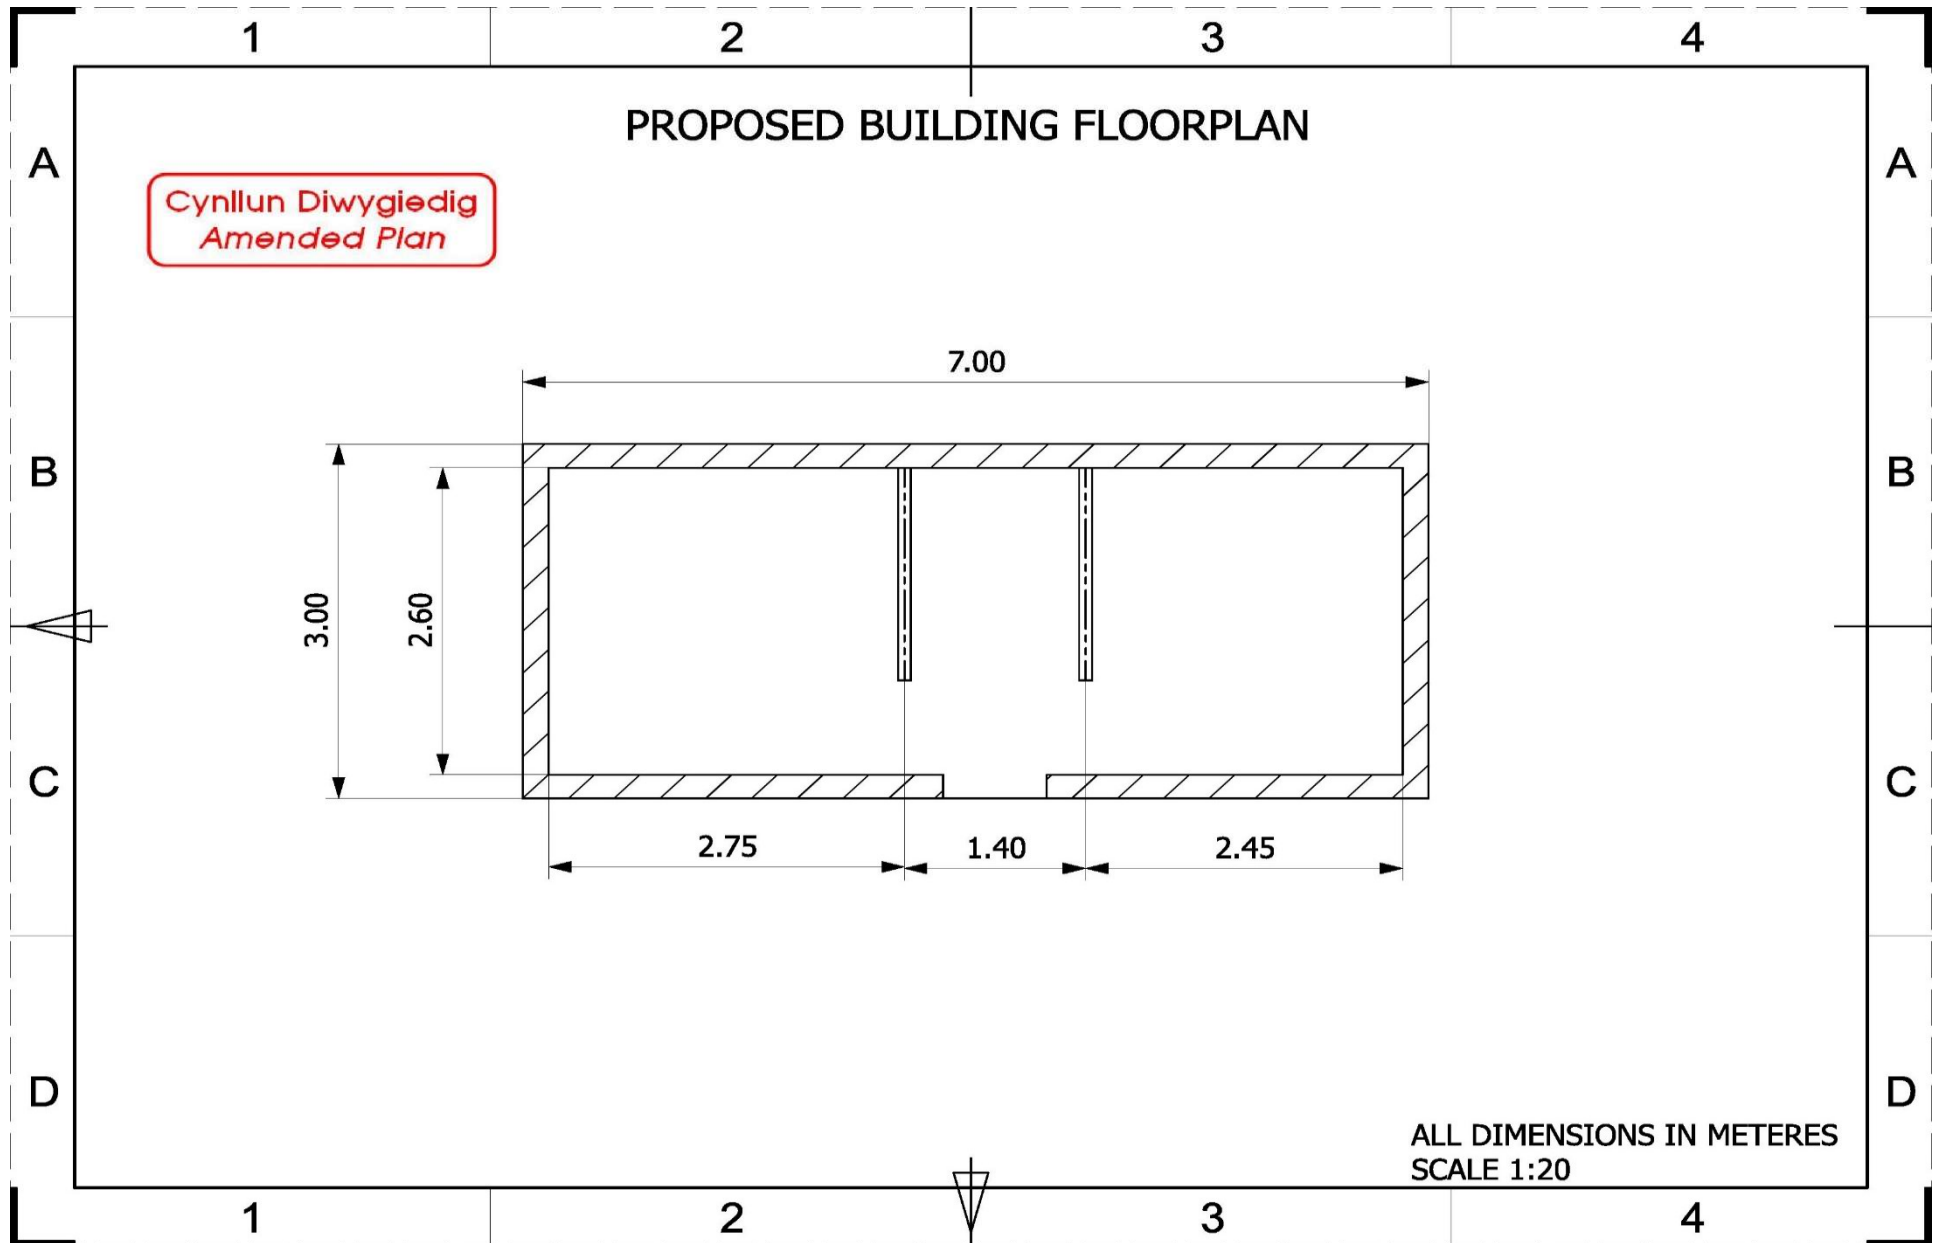 1 2 3 4
PROPOSED BUILDING FLOORPLAN
A A
Cynllun Diwygiedig
Amended Plan
7.00
B B
3.00
2.60
C C
2.75 1.40 2.45
D D
ALL DIMENSIONS IN METERES
SCALE 1:20
1 2 3 4